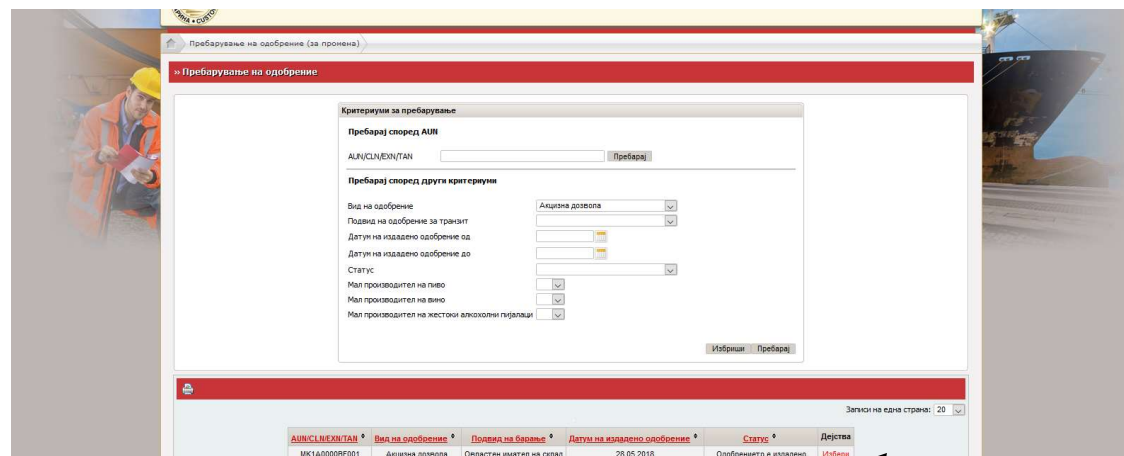 Пребарување на одобрение (за промена)
» Пребарување на одобрение
Критериуми за пребарување
Пребарај според AUN
AUN/CLN/EXN/TAN Пребарај
Пребарај според други критериуми
Вид на одобрение Акцизна дозвола
Подвид на одобрение за транзит
Датум на издадено одобрение од
Датум на издадено одобрение до
Статус
Мал производител на пиво
Мал производител на вино
Мал производител на жестоки алкохолни пијалаци
Избриши Пребарај
Записи на една страна: 20
AUN/CLN/EXN/TAN Вид на одобрение Подвид на барање Датум на издадено одобрение Статус Дејства
MK1A0000BE001 Акцизна дозвола Овластен имател на склад 28.05.2018 Одобрението е издадено Избери